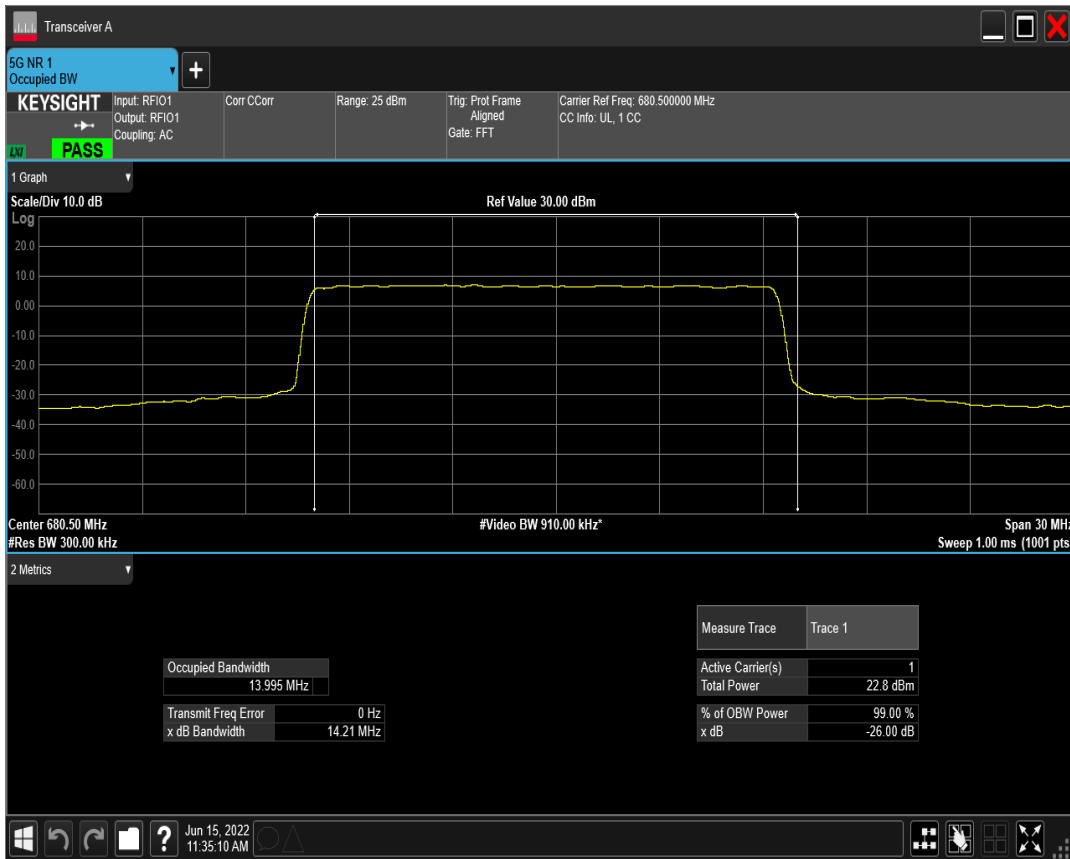 Transceiver A
5G NR 1
Occupied BW
+
KEYSIGHT
LXI
PASS
Input: RFIO1
Output: RFIO1
Coupling: AC
Corr CCorr
Range: 25 dBm
Trig: Prot Frame
Aligned
Gate: FFT
Carrier Ref Freq: 680.500000 MHz
CC Info: UL, 1 CC
1 Graph
Scale/Div 10.0 dB
Ref Value 30.00 dBm
Log
20.0
10.0
0.00
-10.0
-20.0
-30.0
-40.0
-50.0
-60.0
Center 680.50 MHz
#Video BW 910.00 kHz*
Span 30 MHz
#Res BW 300.00 kHz
Sweep 1.00 ms (1001 pts
2 Metrics
Measure Trace Trace 1
Occupied Bandwidth
13.995 MHz
Active Carrier(s) 1
Total Power 22.8 dBm
Transmit Freq Error 0 Hz
x dB Bandwidth 14.21 MHz
% of OBW Power 99.00 %
x dB -26.00 dB
?
Jun 15, 2022
11:35:10 AM